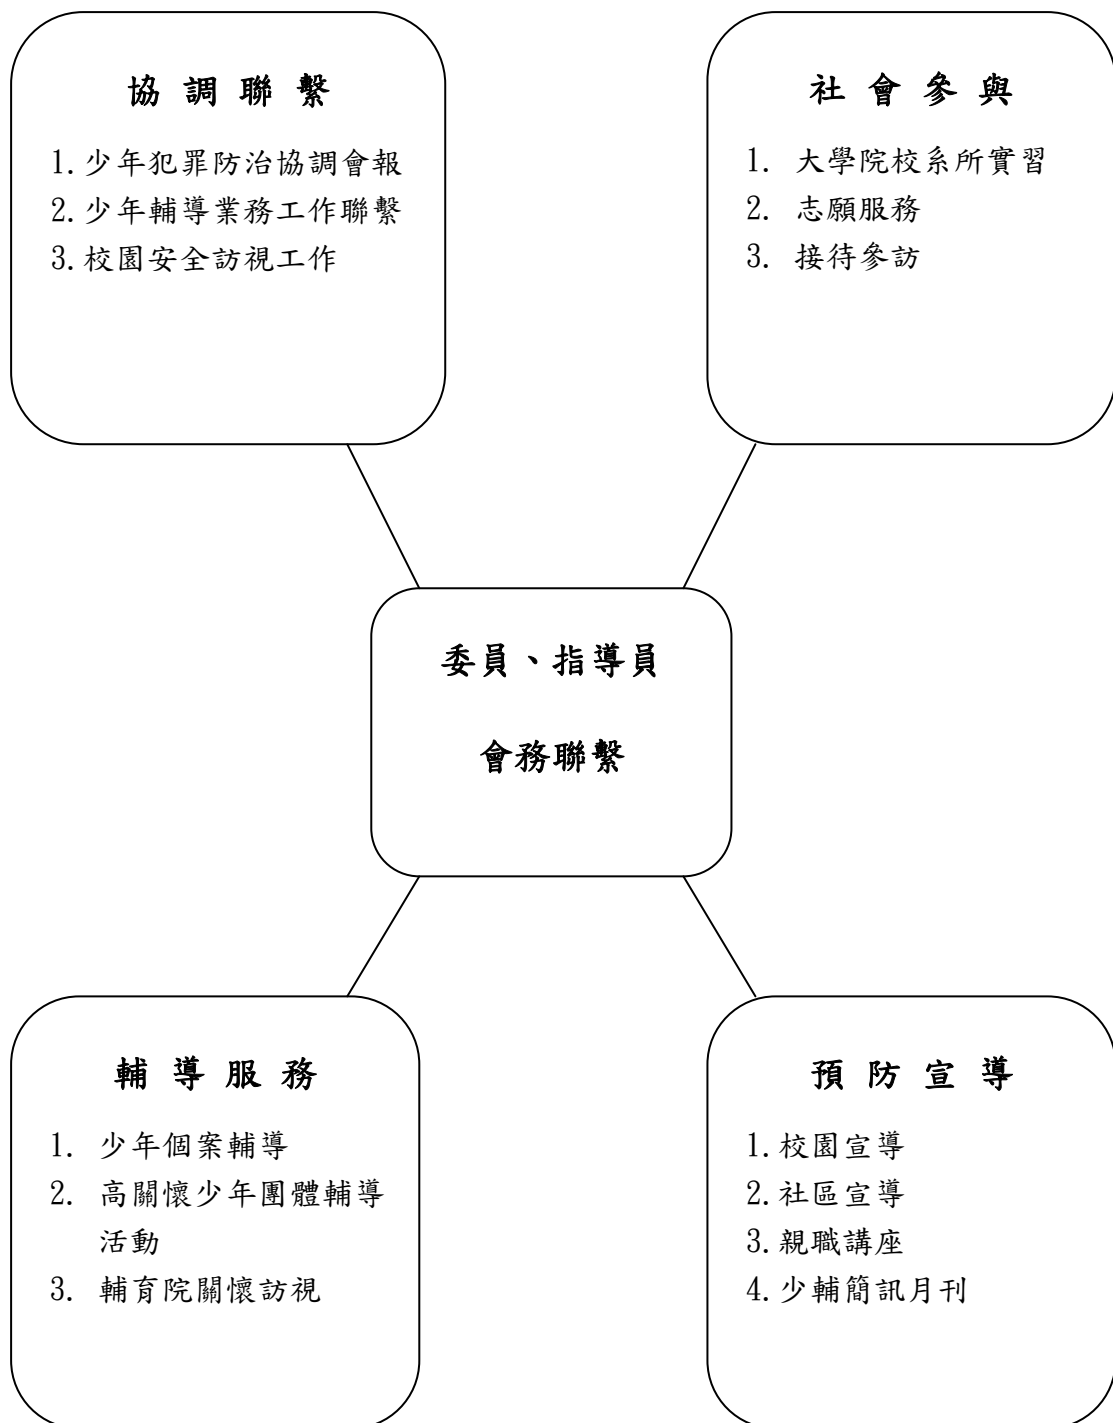 協調聯繫
1.少年犯罪防治協調會報
2.少年輔導業務工作聯繫
3.校園安全訪視工作
社會參與
1. 大學院校系所實習
2. 志願服務
3. 接待參訪
委員、指導員
會務聯繫
輔導服務
1. 少年個案輔導
2. 高關懷少年團體輔導
活動
3. 輔育院關懷訪視
預防宣導
1.校園宣導
2.社區宣導
3.親職講座
4.少輔簡訊月刊